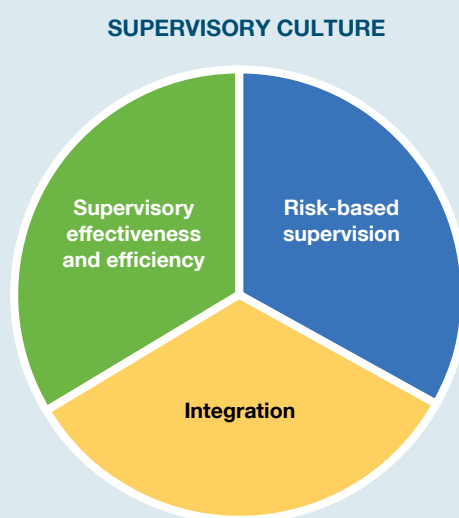 SUPERVISORY CULTURE
Supervisory
effectiveness
and efficiency
Risk-based
supervision
Integration